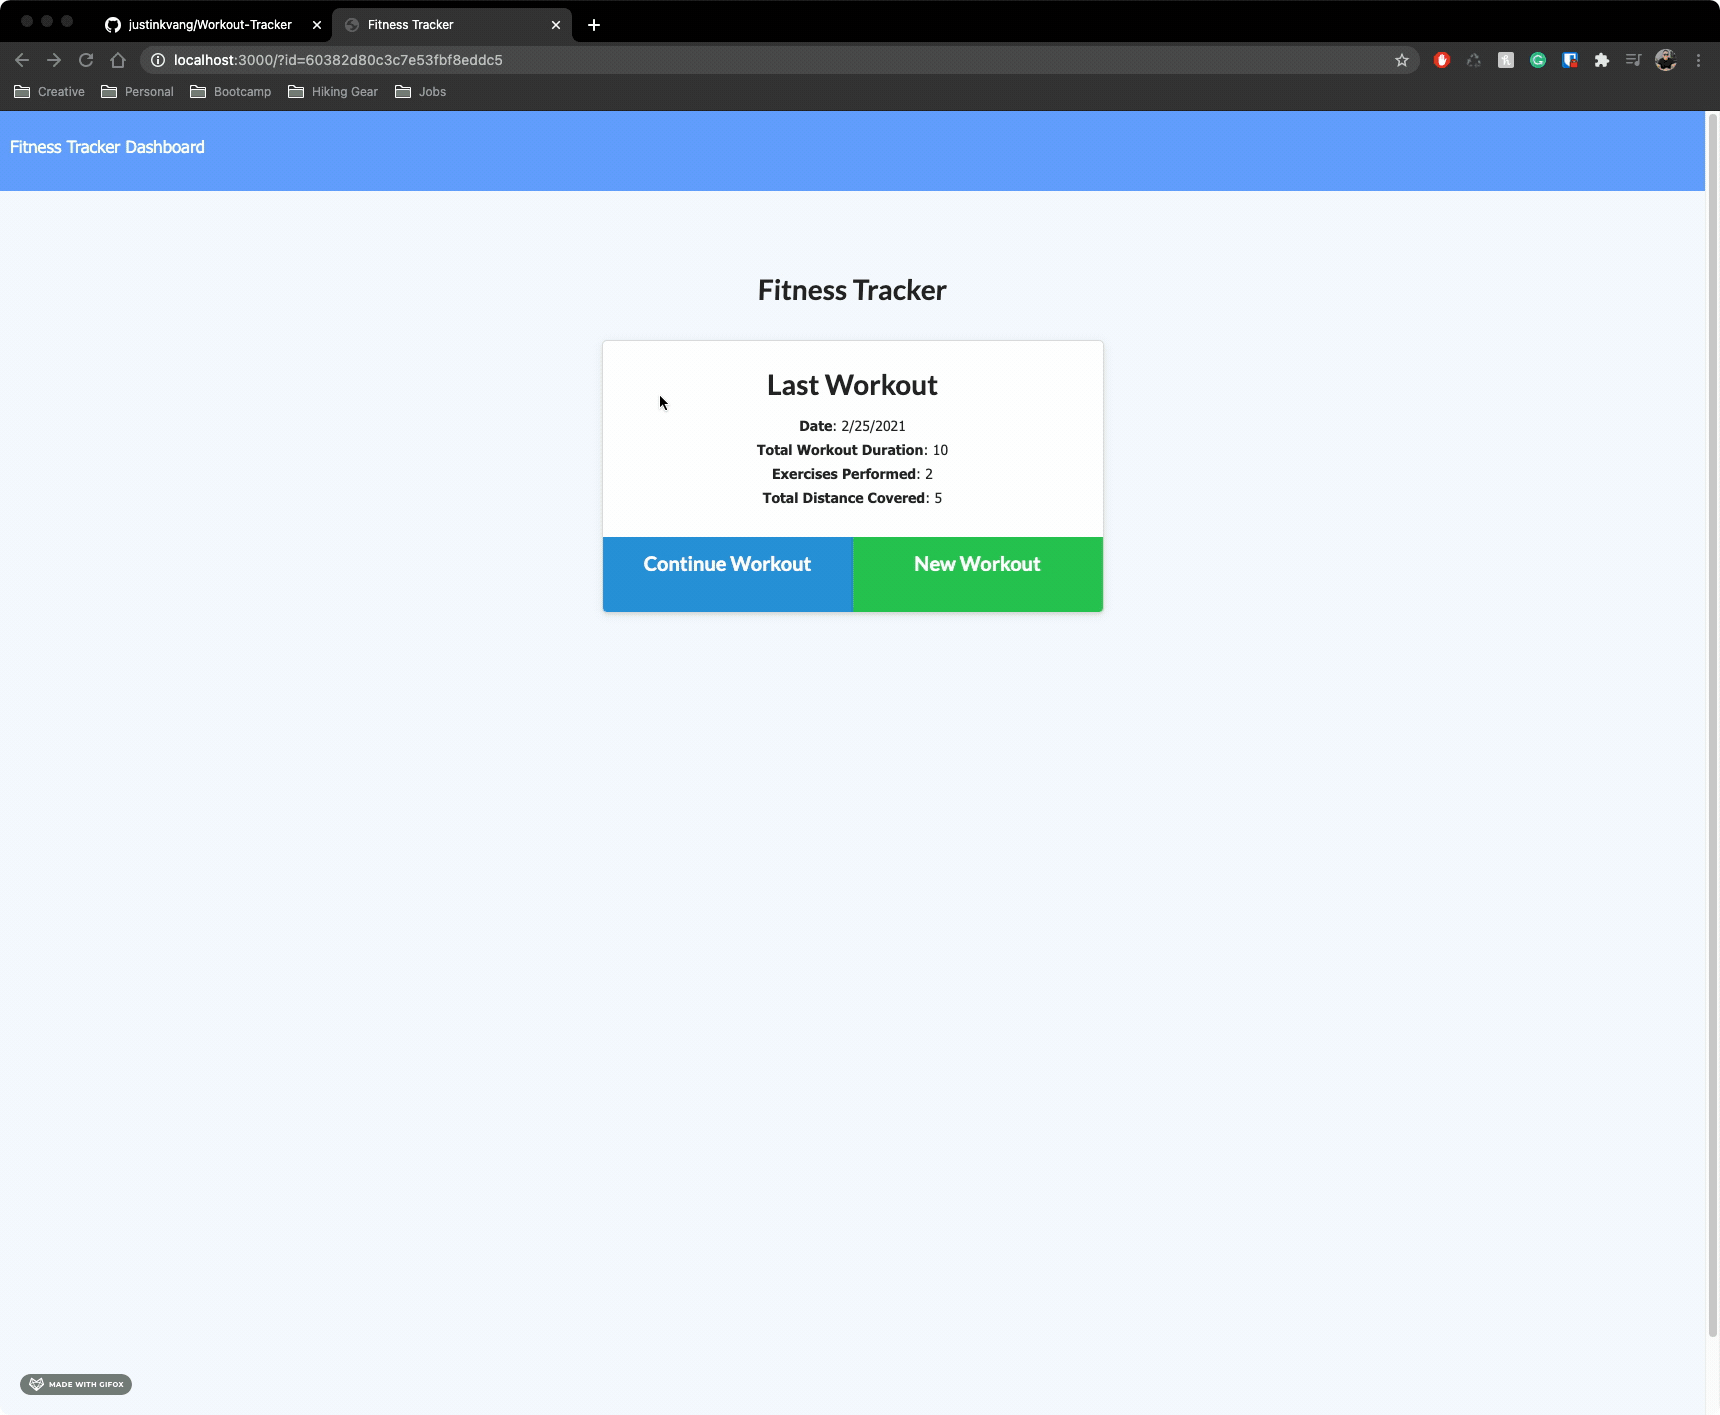 justinkvang/Workout-Tracker
Fitness Tracker
localhost:3000/?id=60382d80c3c7e53fbf8eddc5
Creative Personal Bootcamp Hiking Gear Jobs
Fitness Tracker Dashboard
Fitness Tracker
Last Workout
Date: 2/25/2021
Total Workout Duration: 10
Exercises Performed: 2
Total Distance Covered: 5
Continue Workout
New Workout
MADE WITH GIFOX